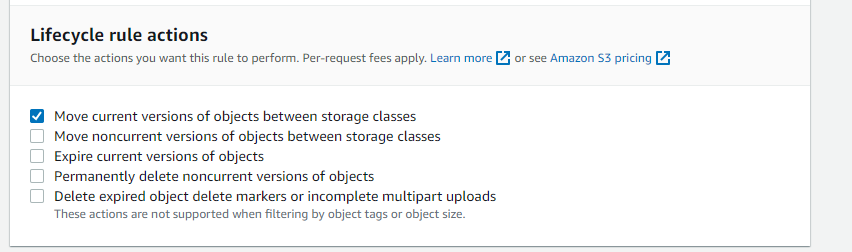 Lifecycle rule actions
Choose the actions you want this rule to perform. Per-request fees apply. Learn more or see Amazon S3 pricing
Move current versions of objects between storage classes
Move noncurrent versions of objects between storage classes
Expire current versions of objects
Permanently delete noncurrent versions of objects
Delete expired object delete markers or incomplete multipart uploads
These actions are not supported when filtering by object tags or object size.